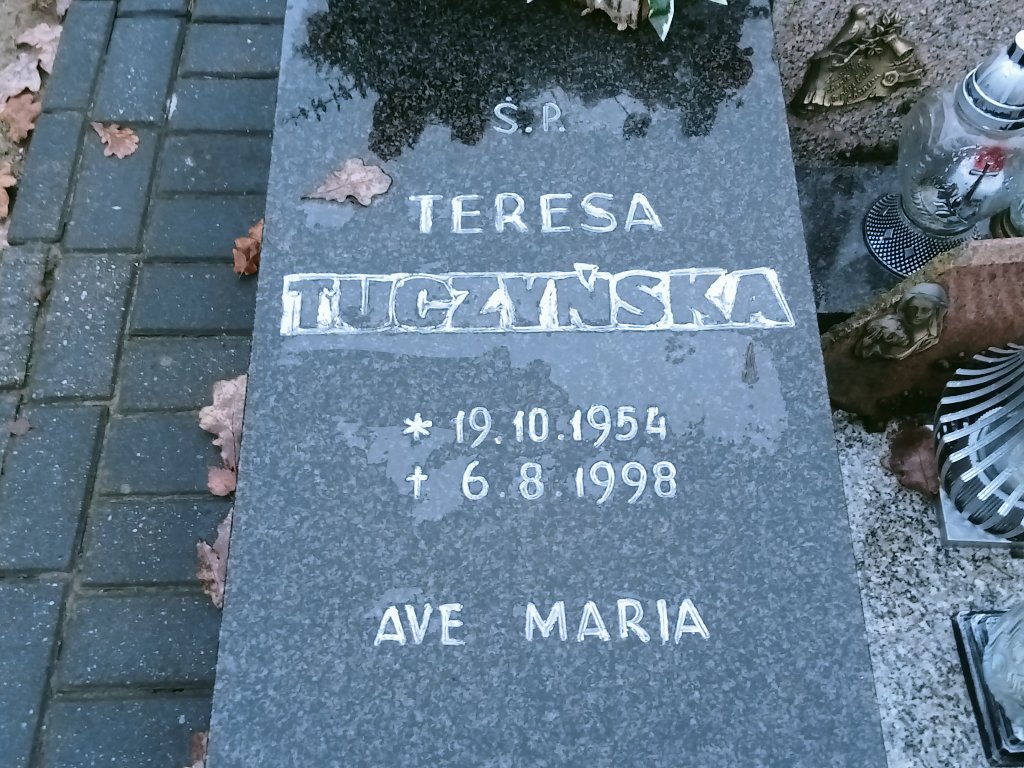 Ś.P.
TERESA
TUCZYŃSKA
* 19.10.1954
† 6.8.1998
AVE MARIA